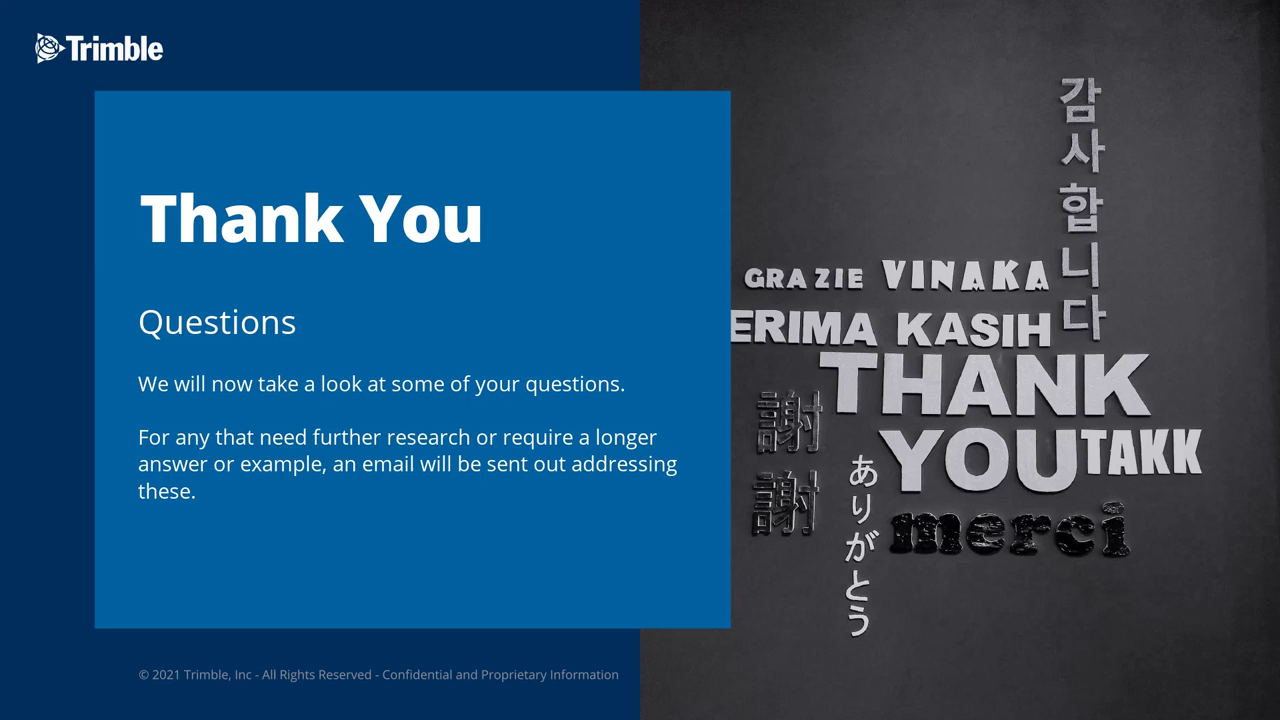 Trimble
Thank You
Questions
We will now take a look at some of your questions.
For any that need further research or require a longer
answer or example, an email will be sent out addressing
these.
© 2021 Trimble, Inc - All Rights Reserved - Confidential and Proprietary Information
감사합니다
GRAZIE VINAKA
ERIMA KASIH
THANK
YOU TAKK
謝謝
ありがとう
merci